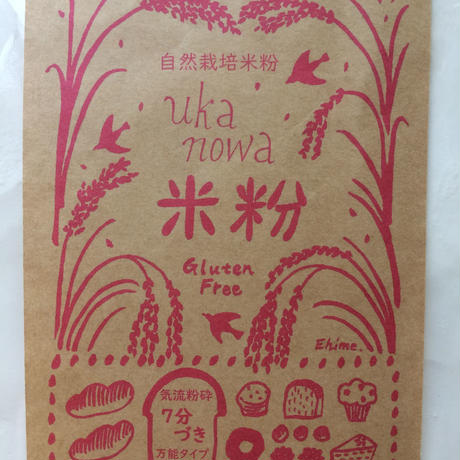 自然栽培米粉
uka
nowa
米粉
Gluten
Free
Ehime.
気流粉砕
7分
づき
万能タイプ